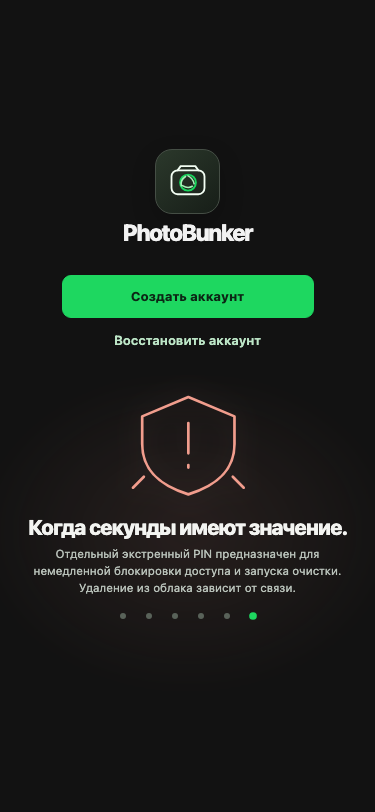 PhotoBunker
Создать аккаунт
Восстановить аккаунт
Когда секунды имеют значение.
Отдельный экстренный PIN предназначен для
немедленной блокировки доступа и запуска очистки.
Удаление из облака зависит от связи.